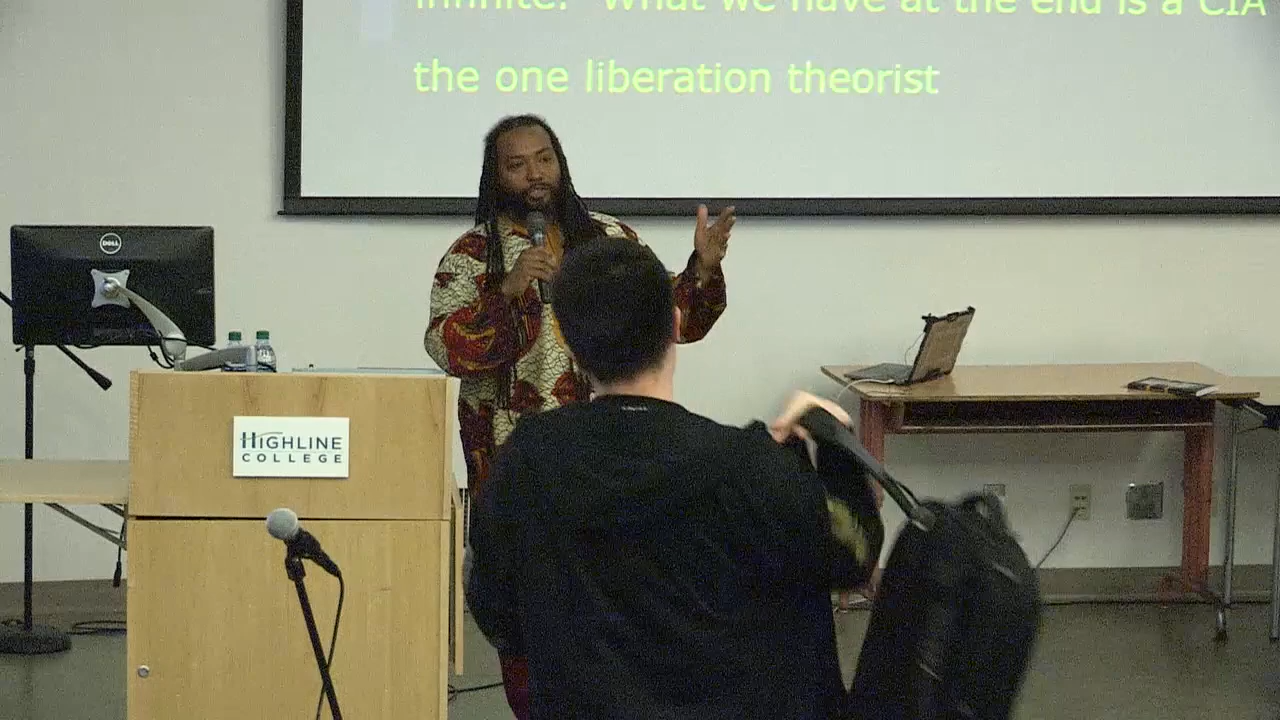 infinite. What we have at the end is a CIA
the one liberation theorist
DELL
HIGHLINE
COLLEGE